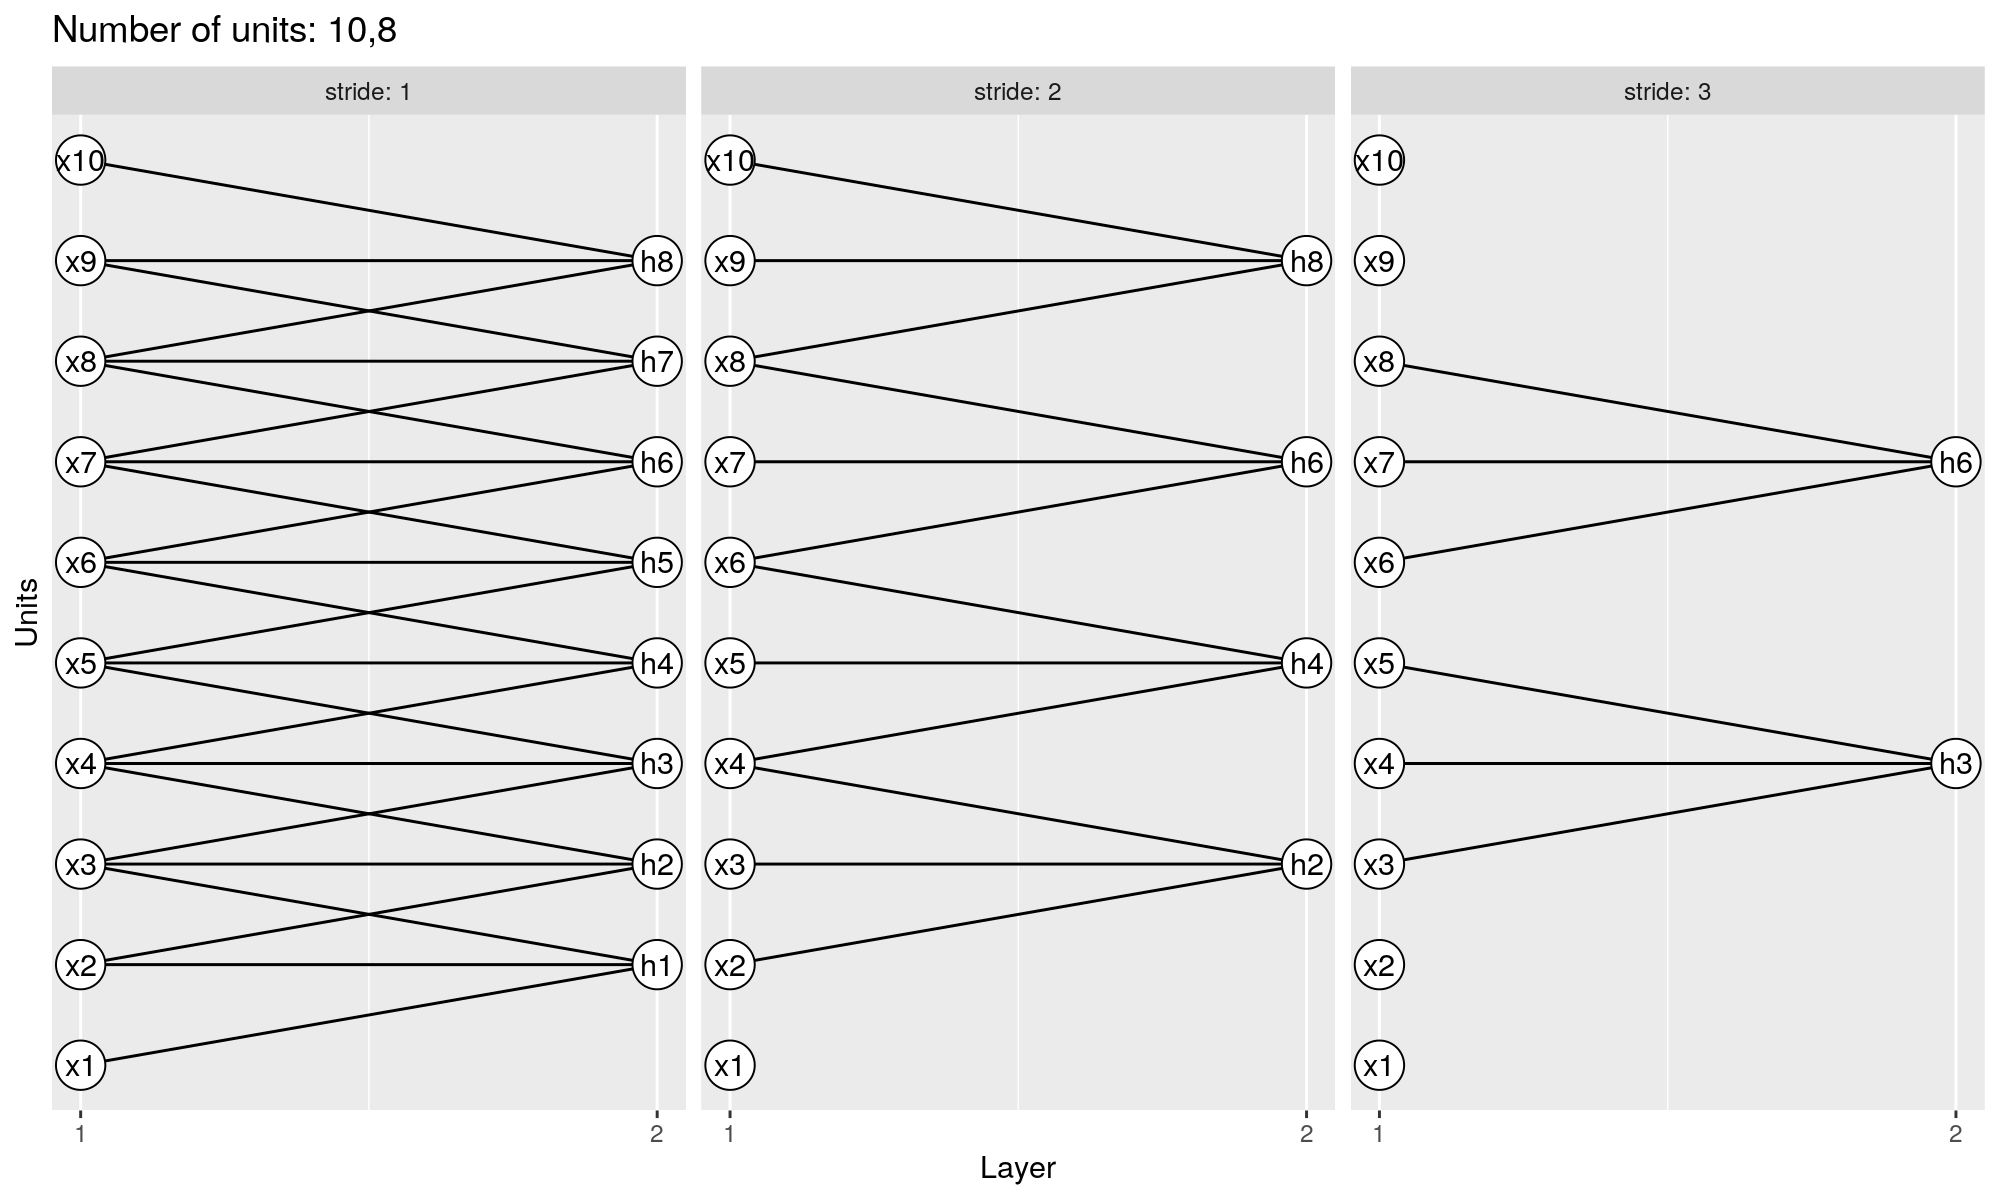 Number of units: 10,8
stride: 1
stride: 2
stride: 3
x10
x9
x8
x7
x6
x5
x4
x3
x2
x1
h8
h7
h6
h5
h4
h3
h2
h1
x10
x9
x8
x7
x6
x5
x4
x3
x2
x1
h8
h6
h4
h2
x10
x9
x8
x7
x6
x5
x4
x3
x2
x1
h6
h3
Units
1
2
1
2
1
2
Layer